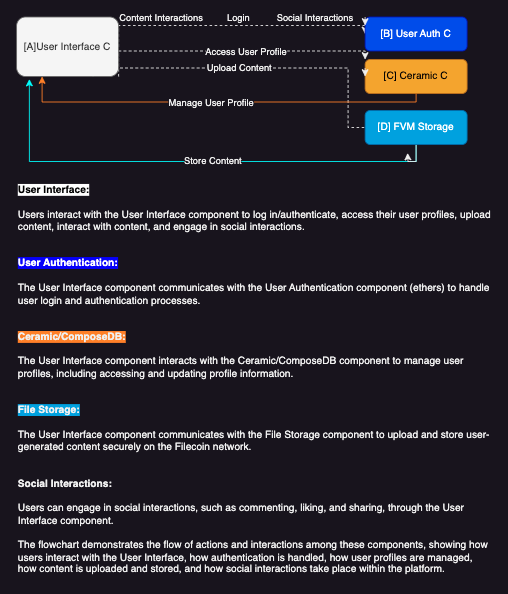 Content Interactions Login Social Interactions
[A]User Interface C
[B] User Auth C
Access User Profile
Upload Content
[C] Ceramic C
Manage User Profile
[D] FVM Storage
Store Content
User Interface:
Users interact with the User Interface component to log in/authenticate, access their user profiles, upload
content, interact with content, and engage in social interactions.
User Authentication:
The User Interface component communicates with the User Authentication component (ethers) to handle
user login and authentication processes.
Ceramic/ComposeDB:
The User Interface component interacts with the Ceramic/ComposeDB component to manage user
profiles, including accessing and updating profile information.
File Storage:
The User Interface component communicates with the File Storage component to upload and store user-
generated content securely on the Filecoin network.
Social Interactions:
Users can engage in social interactions, such as commenting, liking, and sharing, through the User
Interface component.
The flowchart demonstrates the flow of actions and interactions among these components, showing how
users interact with the User Interface, how authentication is handled, how user profiles are managed,
how content is uploaded and stored, and how social interactions take place within the platform.